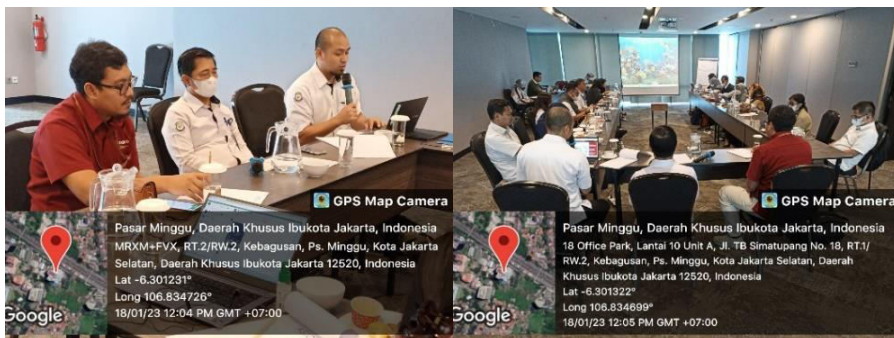 GPS Map Camera
Pasar Minggu, Daerah Khusus Ibukota Jakarta, Indonesia
MRXM+FVX, RT.2/RW.2, Kebagusan, Ps. Minggu, Kota Jakarta
Selatan, Daerah Khusus Ibukota Jakarta 12520, Indonesia
Lat -6.301231°
Long 106.834726°
18/01/23 12:04 PM GMT +07:00
Google
GPS Map Camera
Pasar Minggu, Daerah Khusus Ibukota Jakarta, Indonesia
18 Office Park, Lantai 10 Unit A, Jl. TB Simatupang No. 18, RT.1/
RW.2, Kebagusan, Ps. Minggu, Kota Jakarta Selatan, Daerah
Khusus Ibukota Jakarta 12520, Indonesia
Lat -6.301322°
Long 106.834699°
18/01/23 12:05 PM GMT +07:00
Google